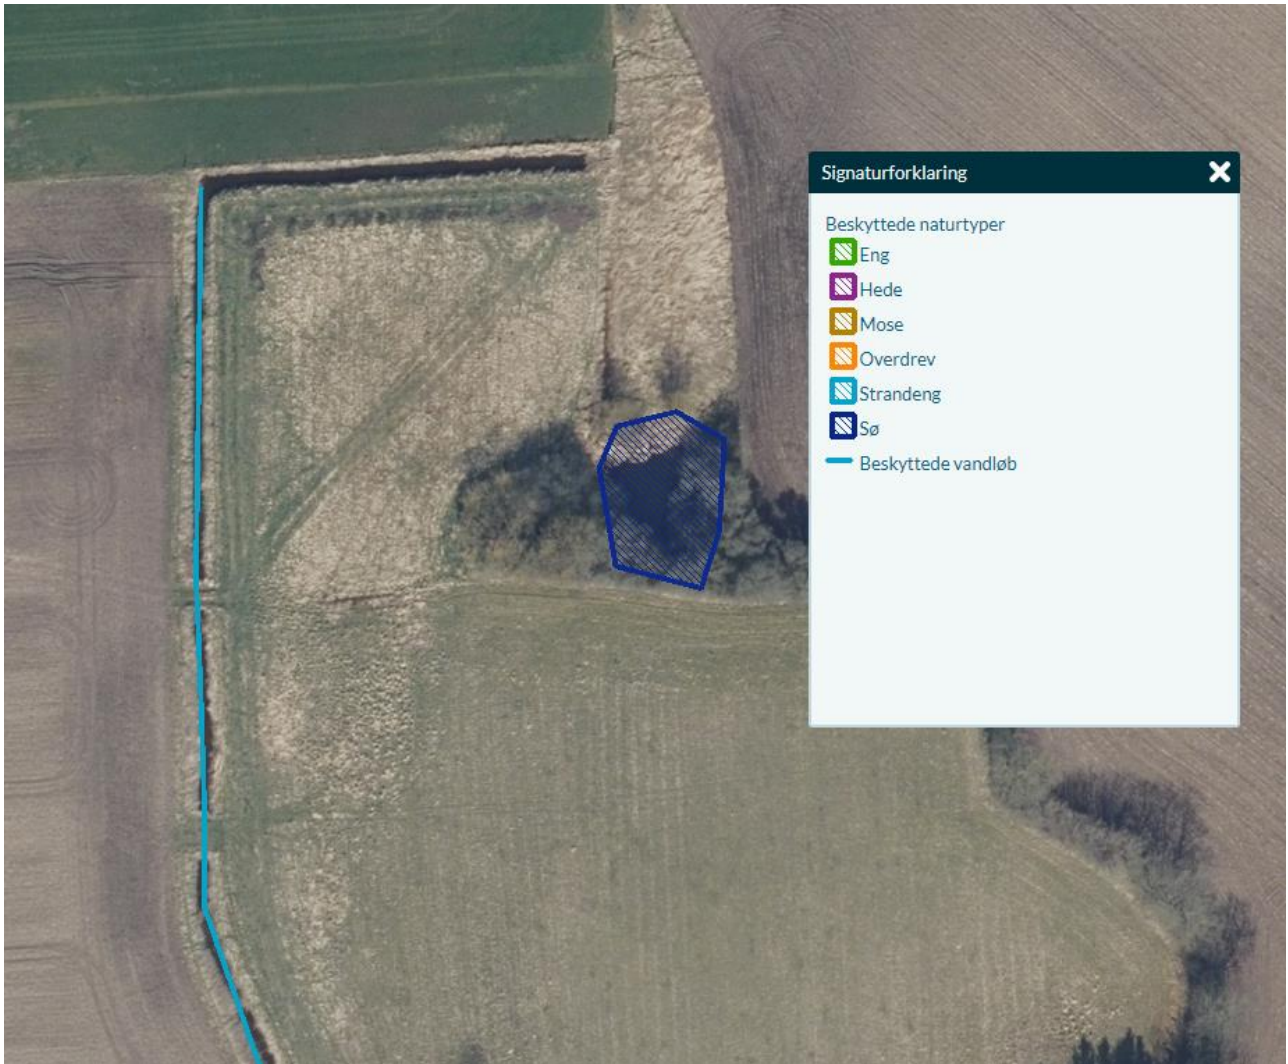 Signaturforklaring
Beskyttede naturtyper
Eng
Hede
Mose
Overdrev
Strandeng
Sø
Beskyttede vandløb